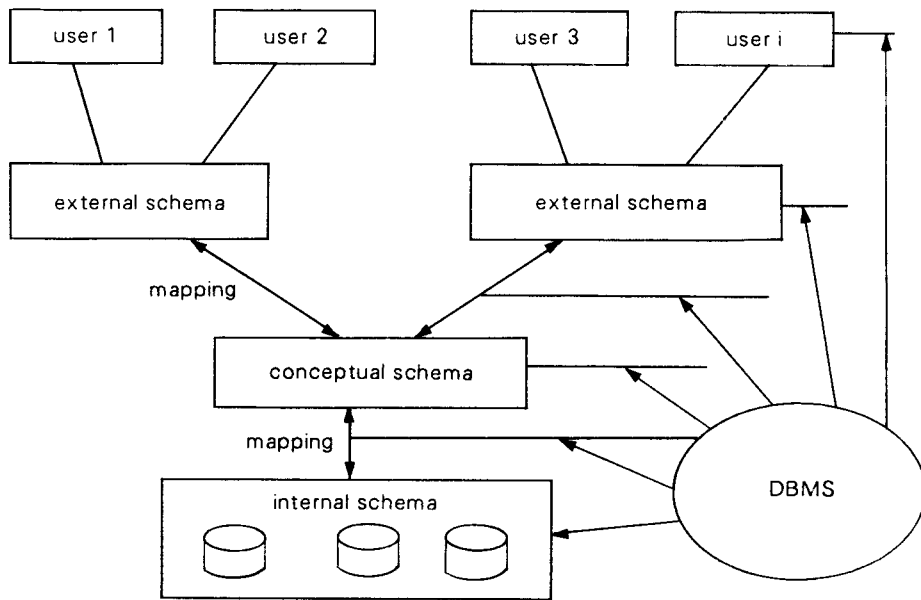 user 1
user 2
user 3
user i
external schema
external schema
mapping
conceptual schema
mapping
internal schema
DBMS